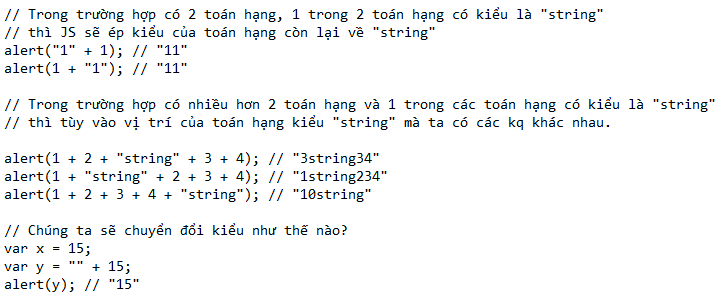 // Trong trường hợp có 2 toán hạng, 1 trong 2 toán hạng có kiểu là "string"
// thì JS sẽ ép kiểu của toán hạng còn lại về "string"
alert("1" + 1); // "11"
alert(1 + "1"); // "11"
// Trong trường hợp có nhiều hơn 2 toán hạng và 1 trong các toán hạng có kiểu là "string"
// thì tùy vào vị trí của toán hạng kiểu "string" mà ta có các kq khác nhau.
alert(1 + 2 + "string" + 3 + 4); // "3string34"
alert(1 + "string" + 2 + 3 + 4); // "1string234"
alert(1 + 2 + 3 + 4 + "string"); // "10string"
// Chúng ta sẽ chuyển đổi kiểu như thế nào?
var x = 15;
var y = "" + 15;
alert(y); // "15"